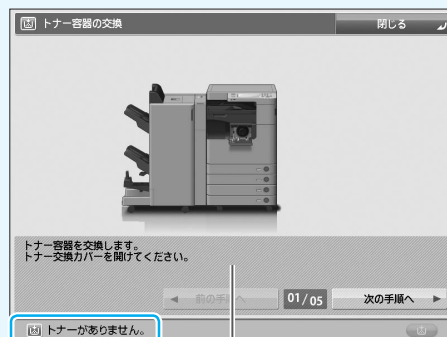 トナー容器の交換
閉じる
トナー容器を交換します。
トナー交換カバーを開けてください。
前の手順へ
01/05
次の手順へ
トナーがありません。